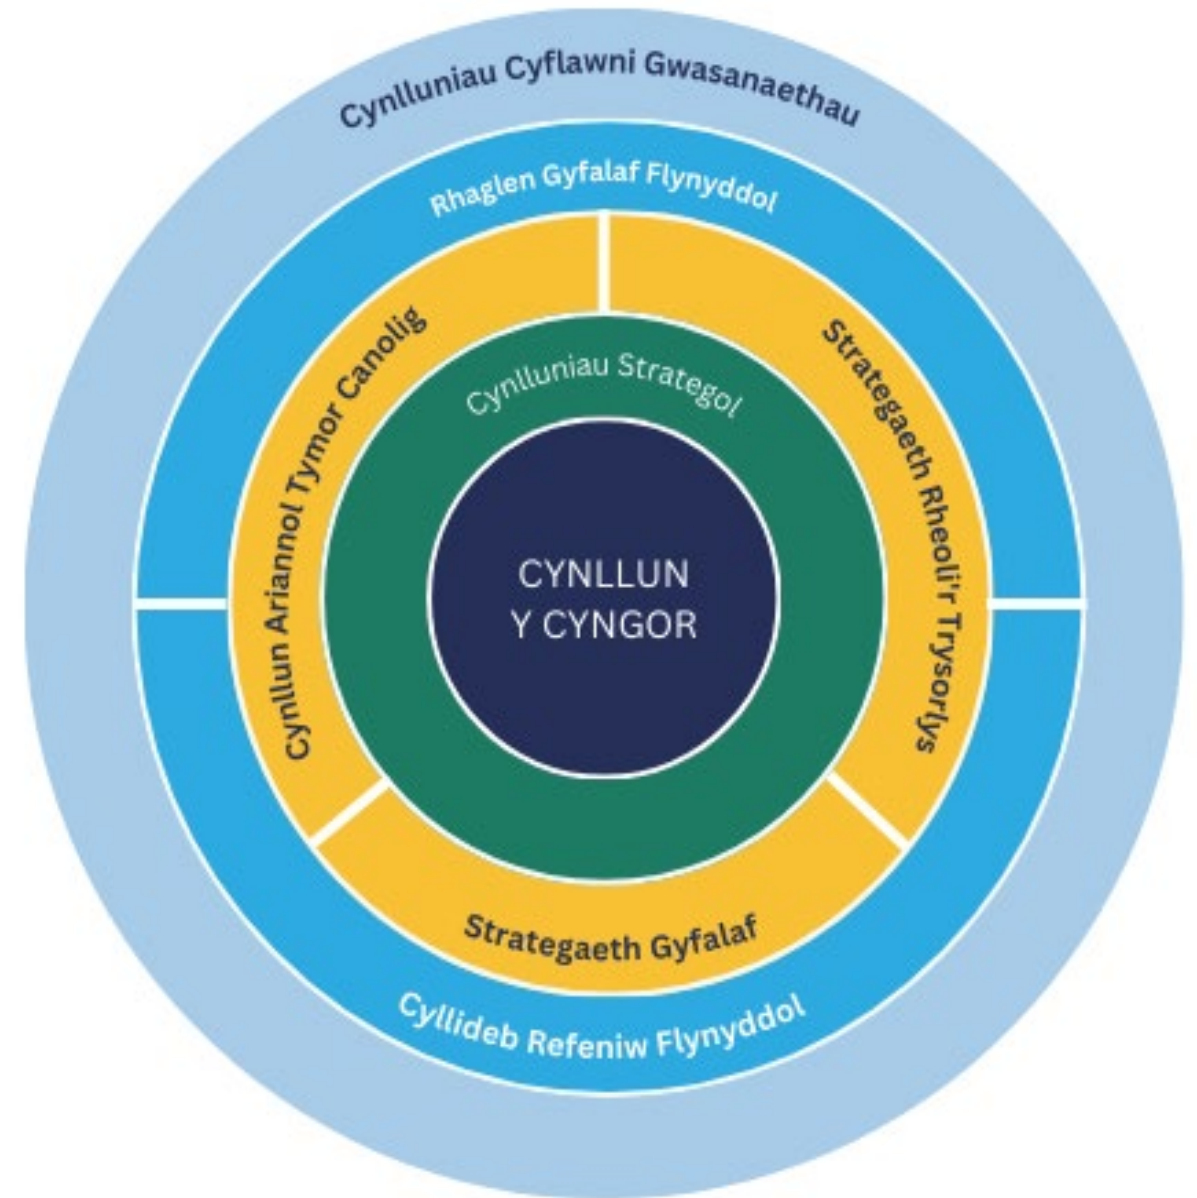 Cynlluniau Cyflawni Gwasanaethau
Rhaglen Gyfalaf Flynyddol
Cynllun Ariannol Tymor Canolig
Strategaeth Rheoli'r Trysorlys
Cynlluniau Strategol
CYNLLUN
Y CYNGOR
Strategaeth Gyfalaf
Cyllideb Refeniw Flynyddol